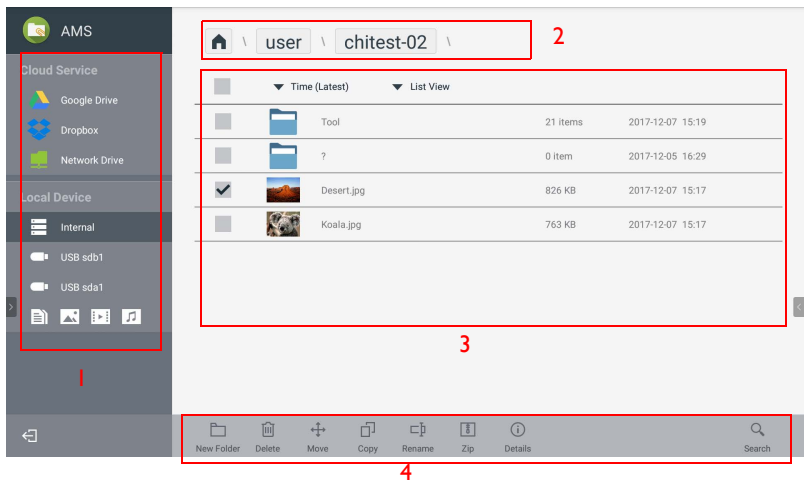 AMS
Cloud Service
Google Drive
Dropbox
Network Drive
Local Device
Internal
USB sdb1
USB sda1
1
\ user \ chitest-02 \
2
Time (Latest) List View
Tool 21 items 2017-12-07 15:19
? 0 item 2017-12-05 16:29
Desert.jpg 826 KB 2017-12-07 15:17
Koala.jpg 763 KB 2017-12-07 15:17
3
New Folder Delete Move Copy Rename Zip Details Search
4